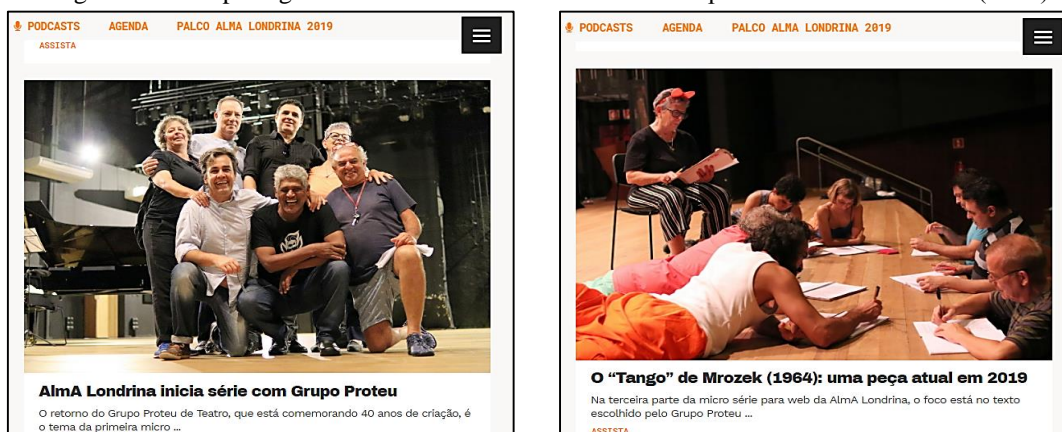 PODCASTS AGENDA PALCO ALMA LONDRINA 2019
ASSISTA
AlmA Londrina inicia série com Grupo Proteu
O retorno do Grupo Proteu de Teatro, que está comemorando 40 anos de criação, é
o tema da primeira micro ...
PODCASTS AGENDA PALCO ALMA LONDRINA 2019
O “Tango” de Mrozek (1964): uma peça atual em 2019
Na terceira parte da micro série para web da AlmA Londrina, o foco está no texto
escolhido pelo Grupo Proteu ...
ASSISTA